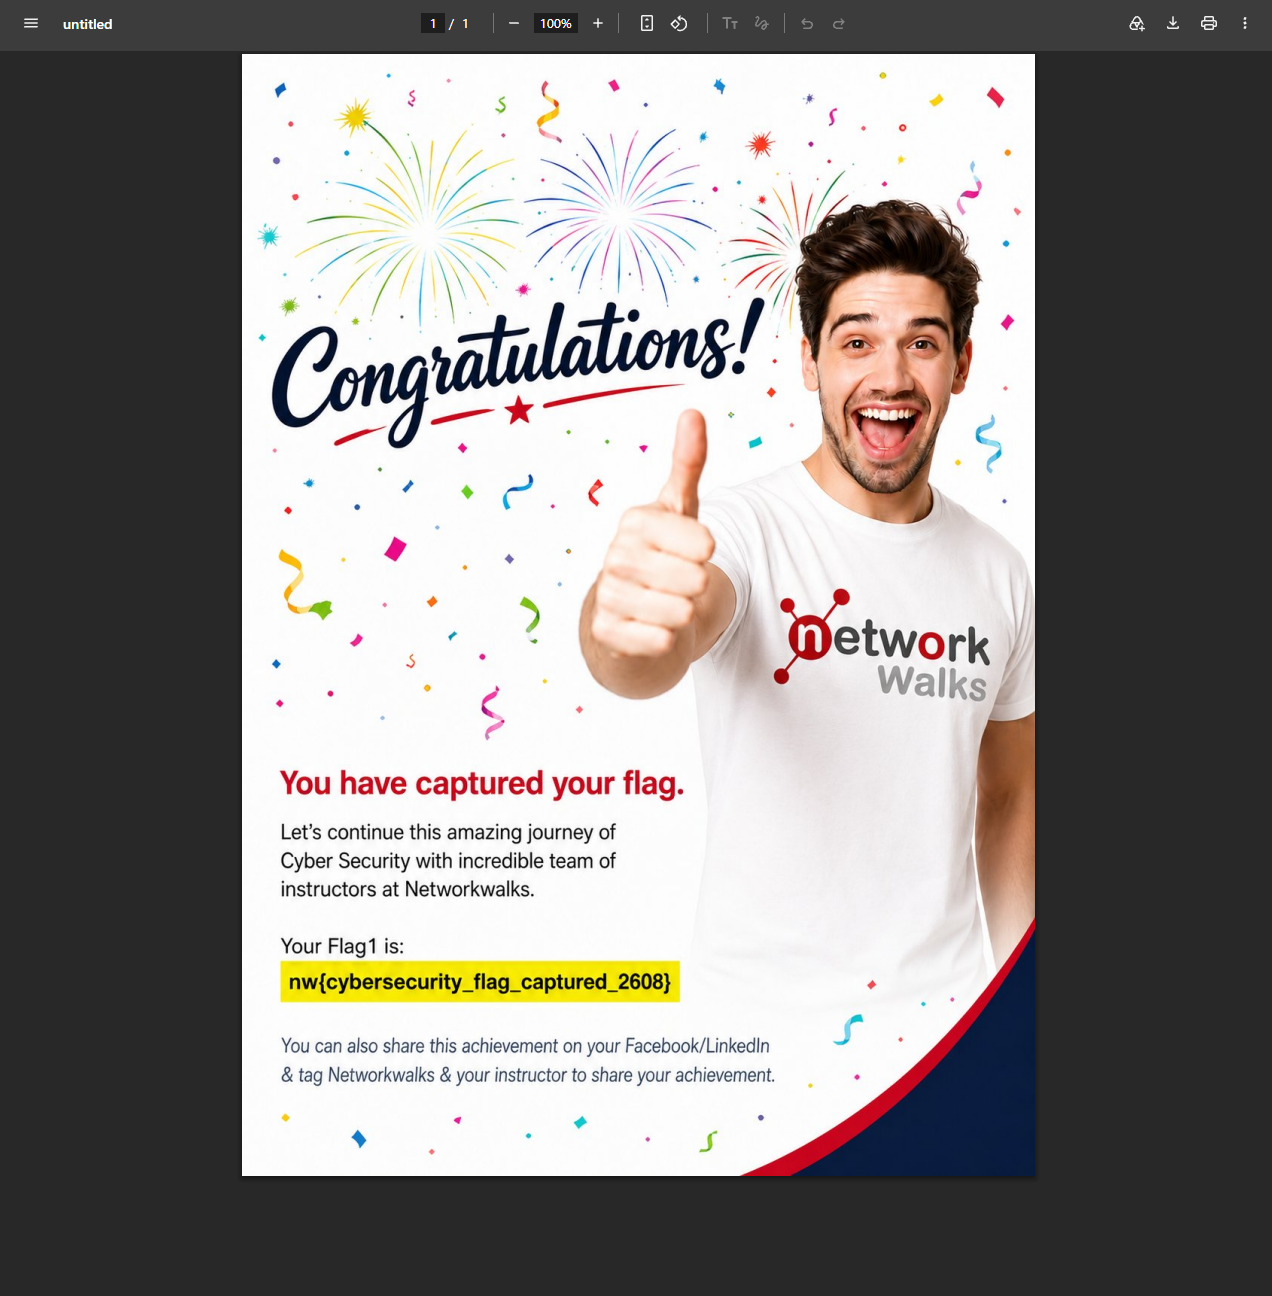 untitled
1 / 1
100%
Congratulations!
network
Walks
You have captured your flag.
Let's continue this amazing journey of
Cyber Security with incredible team of
instructors at Networkwalks.
Your Flag1 is:
nw{cybersecurity_flag_captured_2608}
You can also share this achievement on your Facebook/LinkedIn
& tag Networkwalks & your instructor to share your achievement.